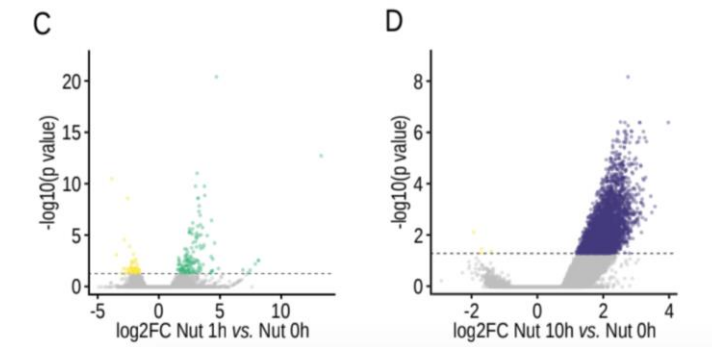 C
20
15
10
5
0
-log10(p value)
-5 0 5 10
log2FC Nut 1h vs. Nut 0h
D
8
6
4
2
0
-log10(p value)
-2 0 2 4
log2FC Nut 10h vs. Nut 0h